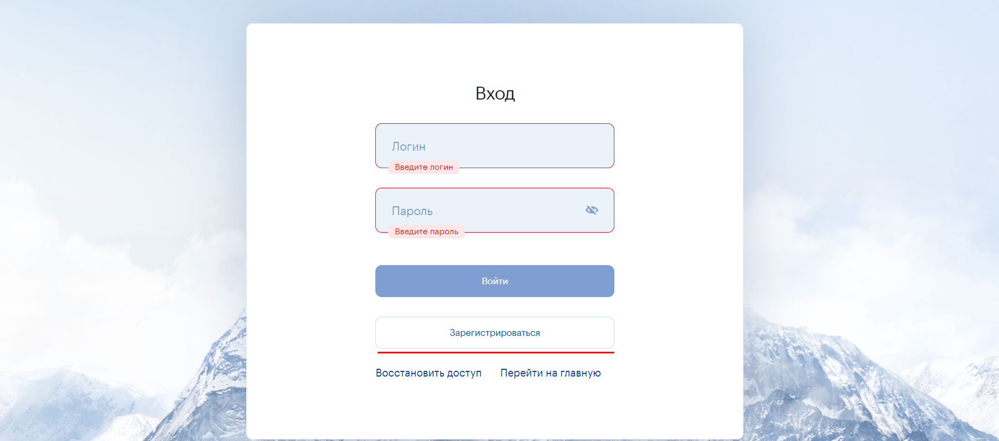 Вход
Логин
Введите логин
Пароль
Введите пароль
Войти
Зарегистрироваться
Восстановить доступ Перейти на главную